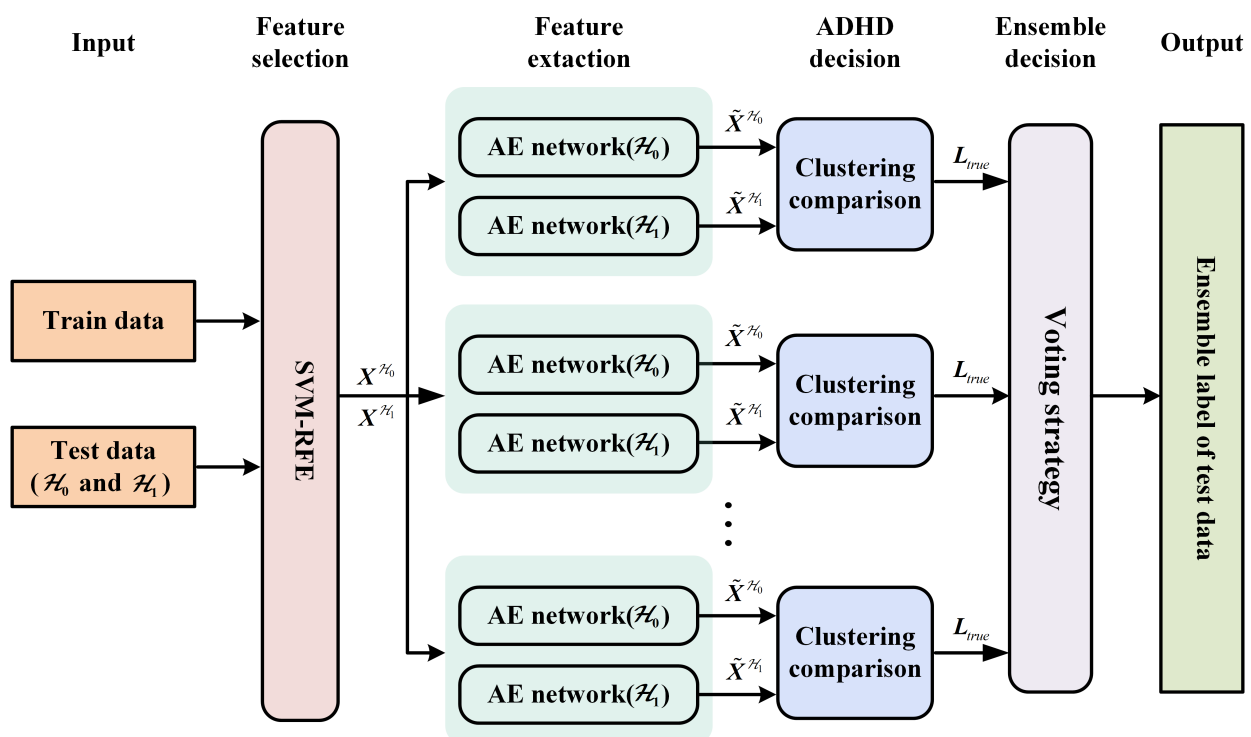 Input
Feature
selection
Feature
extaction
ADHD
decision
Ensemble
decision
Output
Train data
Test data
(ℋ₀ and ℋ₁)
SVM-RFE
X^ℋ₀
X^ℋ₁
AE network(ℋ₀)
AE network(ℋ₁)
X̃^ℋ₀
X̃^ℋ₁
Clustering
comparison
L_true
AE network(ℋ₀)
AE network(ℋ₁)
X̃^ℋ₀
X̃^ℋ₁
Clustering
comparison
L_true
AE network(ℋ₀)
AE network(ℋ₁)
X̃^ℋ₀
X̃^ℋ₁
Clustering
comparison
L_true
Voting strategy
Ensemble label of test data